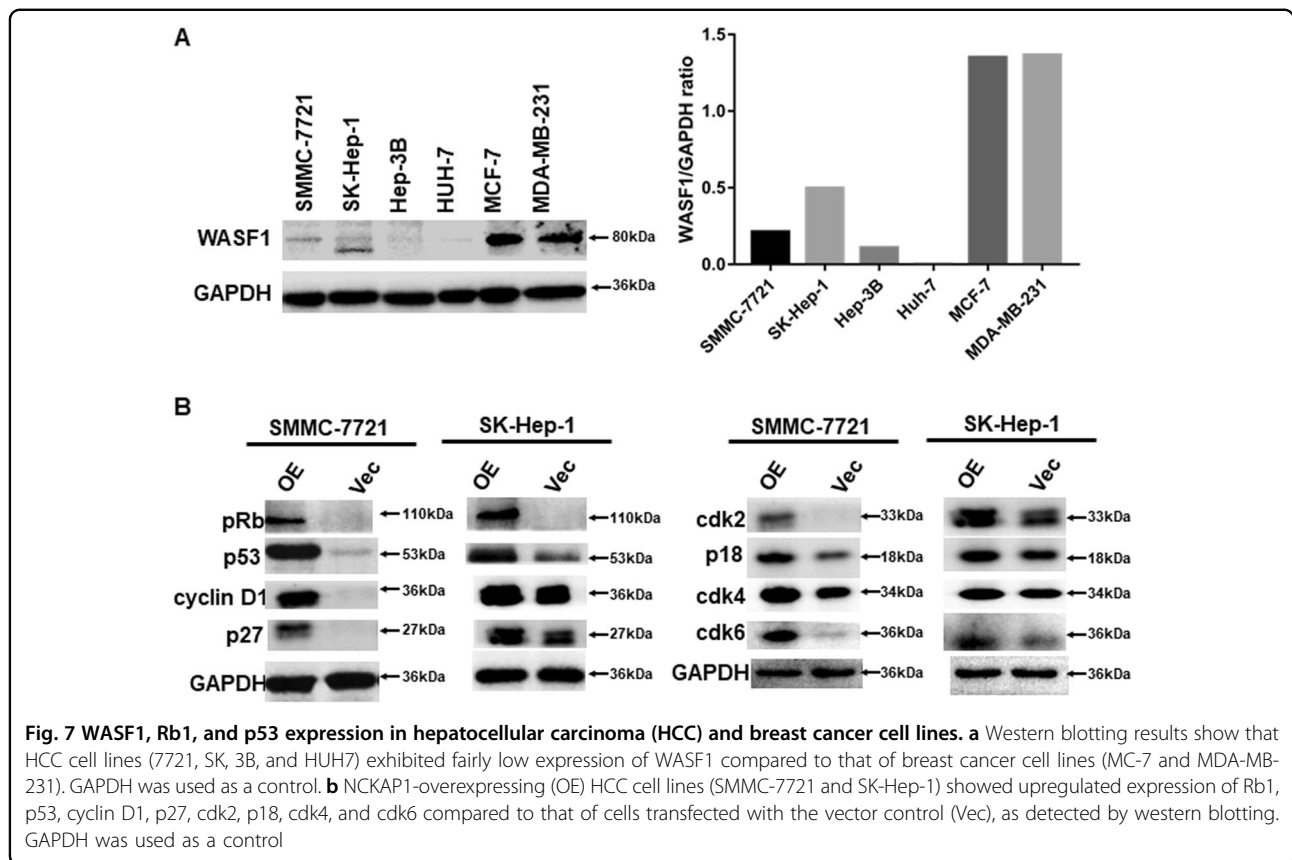 A
SMMC-7721
SK-Hep-1
Hep-3B
HUH-7
MCF-7
MDA-MB-231
WASF1
80kDa
GAPDH
36kDa
WASF1/GAPDH ratio
1.5
1.0
0.5
0.0
SMMC-7721
SK-Hep-1
Hep-3B
Huh-7
MCF-7
MDA-MB-231
B
SMMC-7721
OE
Vec
pRb
110kDa
p53
53kDa
cyclin D1
36kDa
p27
27kDa
GAPDH
36kDa
SK-Hep-1
OE
Vec
110kDa
53kDa
36kDa
27kDa
36kDa
SMMC-7721
OE
Vec
cdk2
33kDa
p18
18kDa
cdk4
34kDa
cdk6
36kDa
GAPDH
36kDa
SK-Hep-1
OE
Vec
33kDa
18kDa
34kDa
36kDa
36kDa
Fig. 7 WASF1, Rb1, and p53 expression in hepatocellular carcinoma (HCC) and breast cancer cell lines. a Western blotting results show that
HCC cell lines (7721, SK, 3B, and HUH7) exhibited fairly low expression of WASF1 compared to that of breast cancer cell lines (MC-7 and MDA-MB-
231). GAPDH was used as a control. b NCKAP1-overexpressing (OE) HCC cell lines (SMMC-7721 and SK-Hep-1) showed upregulated expression of Rb1,
p53, cyclin D1, p27, cdk2, p18, cdk4, and cdk6 compared to that of cells transfected with the vector control (Vec), as detected by western blotting.
GAPDH was used as a control